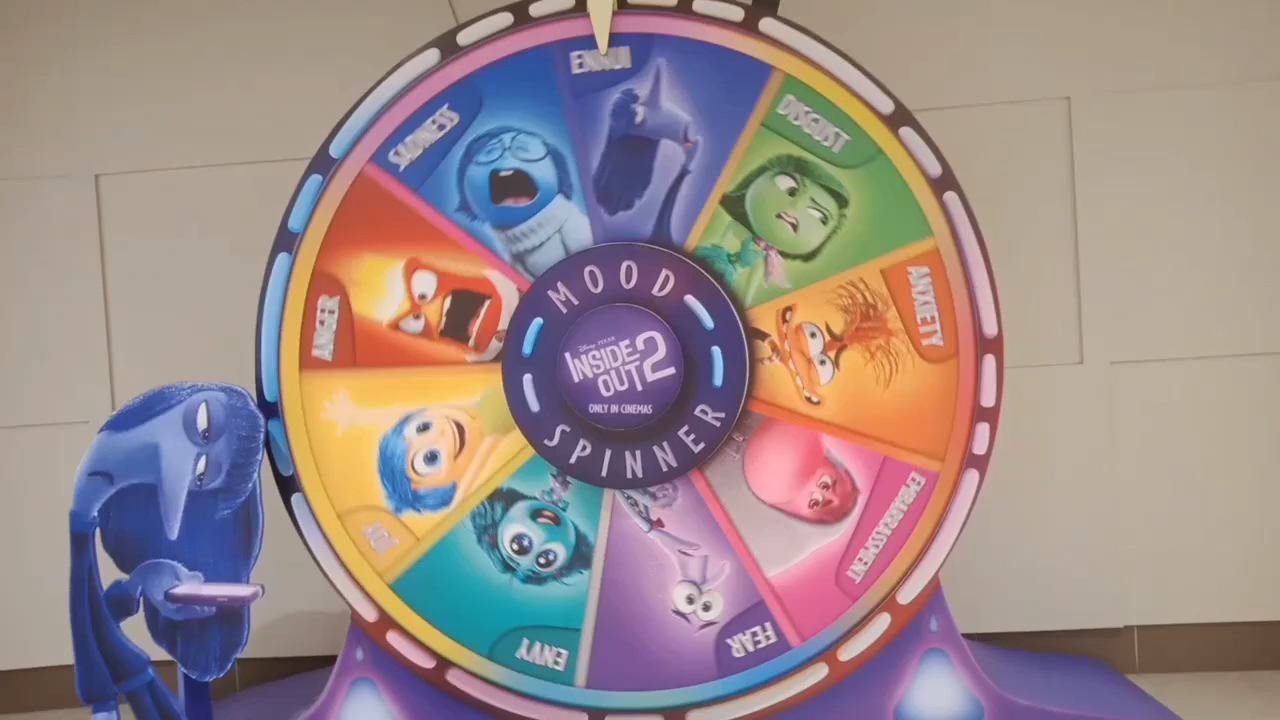 ENNUI
DISGUST
ANXIETY
EMBARRASSMENT
FEAR
ENVY
JOY
ANGER
SADNESS
MOOD
SPINNER
Disney PIXAR
INSIDE
OUT 2
ONLY IN CINEMAS